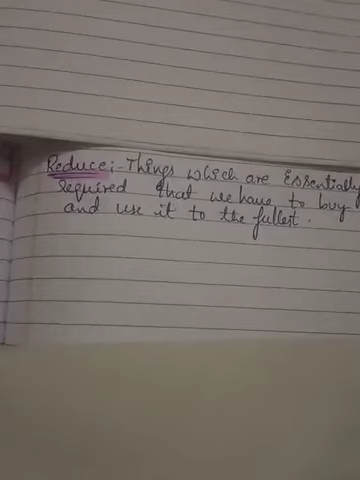 Reduce:- Things which are Essentially
required that we have to buy
and use it to the fullest.